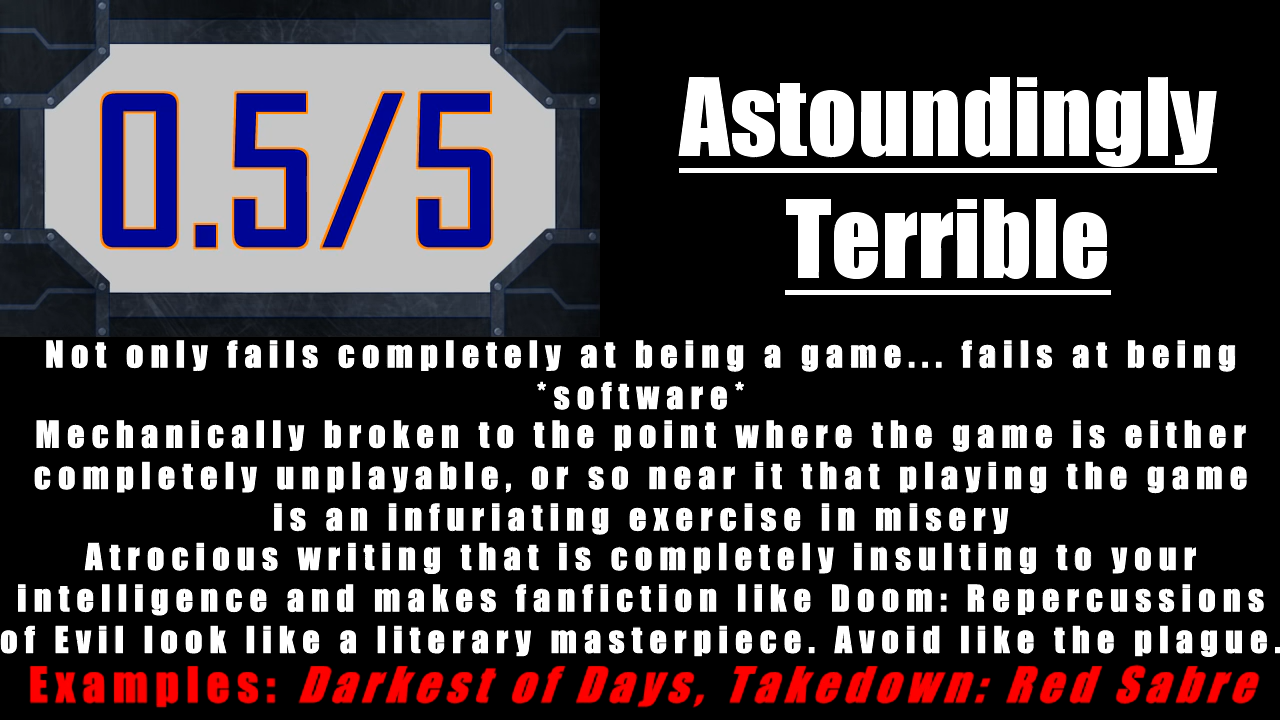 0.5/5
Astoundingly
Terrible
Not only fails completely at being a game... fails at being
*software*
Mechanically broken to the point where the game is either
completely unplayable, or so near it that playing the game
is an infuriating exercise in misery
Atrocious writing that is completely insulting to your
intelligence and makes fanfiction like Doom: Repercussions
of Evil look like a literary masterpiece. Avoid like the plague.
Examples: Darkest of Days, Takedown: Red Sabre